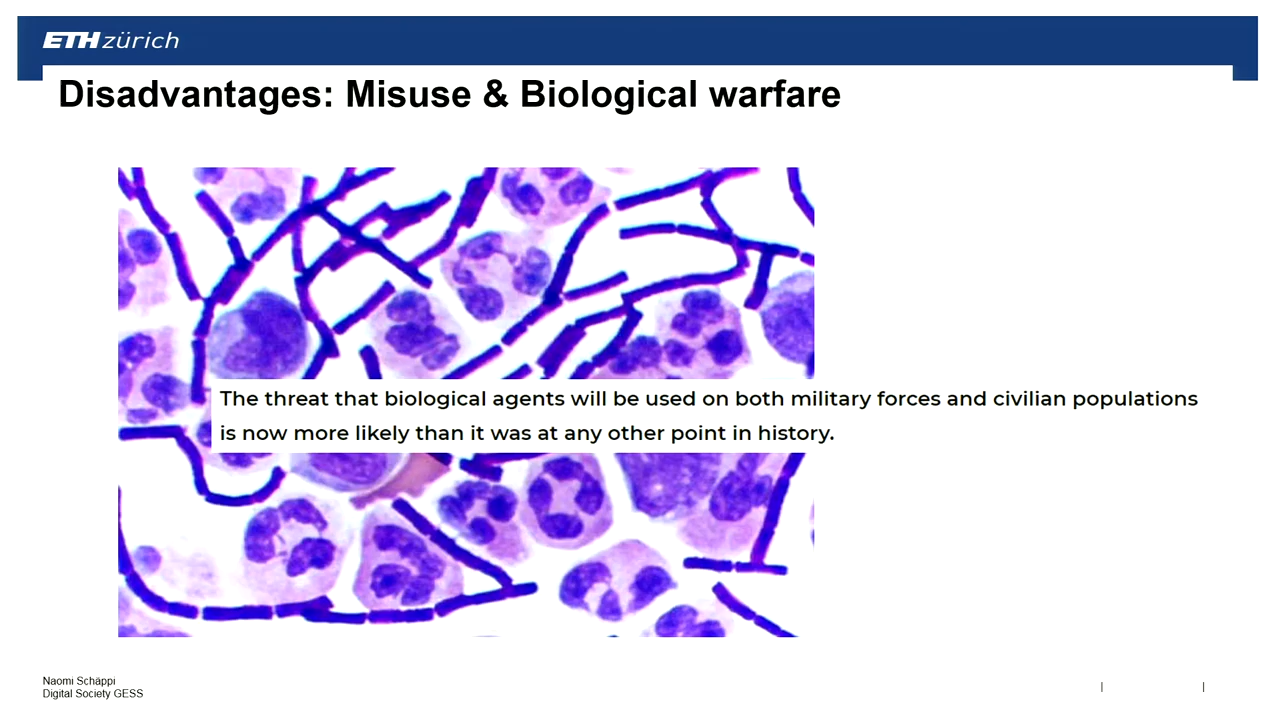 ETH zürich
Disadvantages: Misuse & Biological warfare
The threat that biological agents will be used on both military forces and civilian populations
is now more likely than it was at any other point in history.
Naomi Schäppi
Digital Society GESS